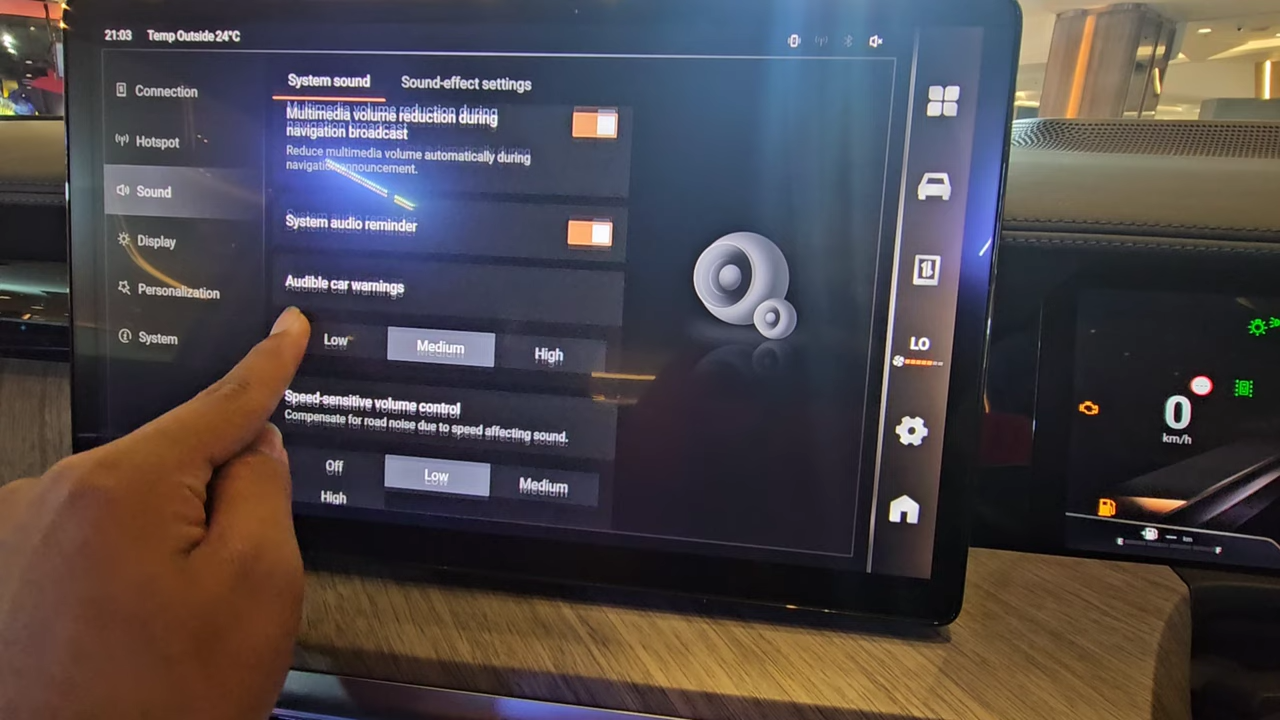 21:03 Temp Outside 24°C
Connection
Hotspot
Sound
Display
Personalization
System
System sound Sound-effect settings
Multimedia volume reduction during
navigation broadcast
Reduce multimedia volume automatically during
navigation announcement.
System audio reminder
Audible car warnings
Low Medium High
Speed-sensitive volume control
Compensate for road noise due to speed affecting sound.
Off Low Medium
High
LO
0
km/h
E km F